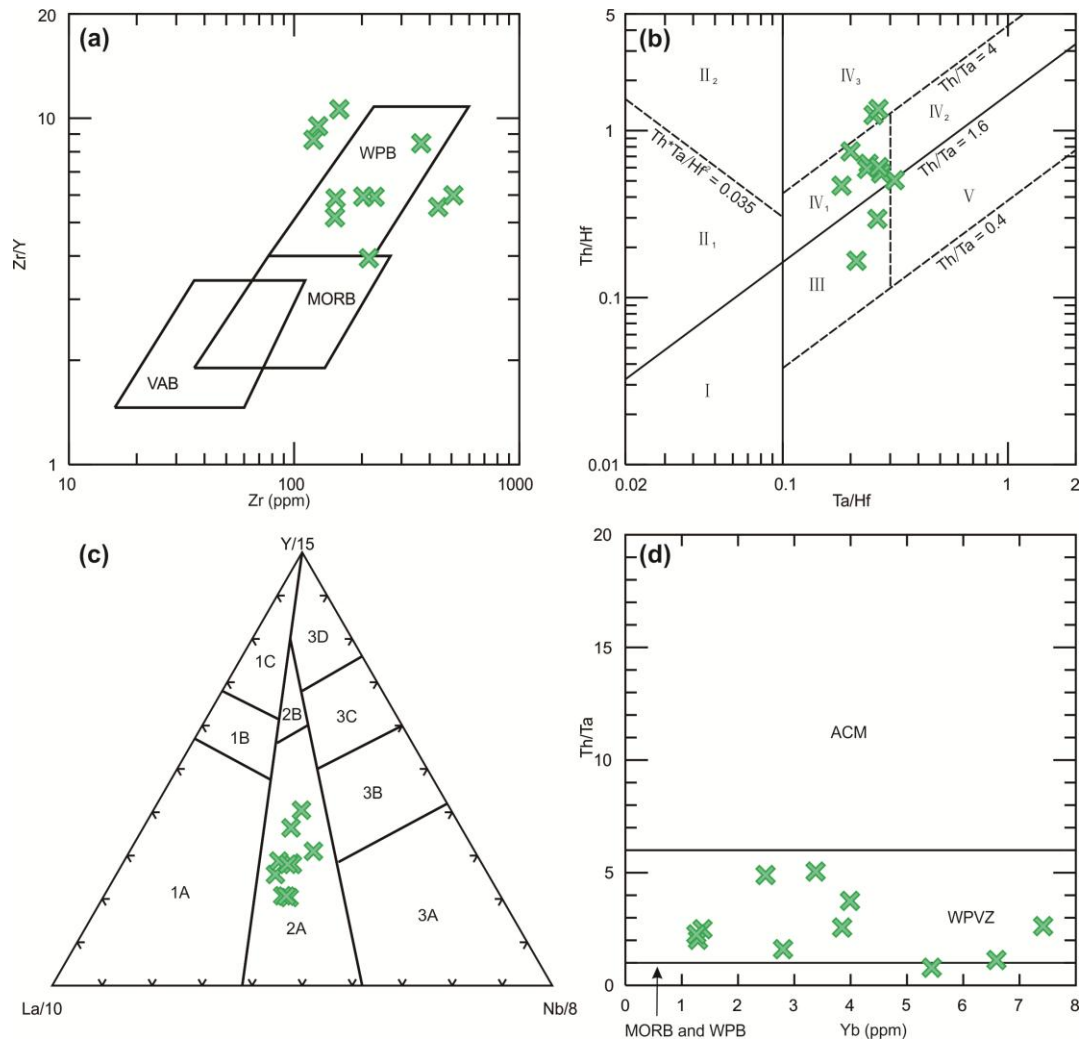 (a)
20
10
1
Zr/Y
WPB
MORB
VAB
10
100
1000
Zr (ppm)
(b)
5
1
0.1
0.01
Th/Hf
Ⅱ₂
Ⅳ₃
Th/Ta = 4
Ⅳ₂
Th/Ta = 1.6
Th*Ta/Hf² = 0.035
Ⅳ₁
Ⅴ
Ⅱ₁
Th/Ta = 0.4
Ⅲ
Ⅰ
0.02
0.1
1
2
Ta/Hf
(c)
Y/15
3D
1C
2B
3C
1B
3B
1A
2A
3A
La/10
Nb/8
(d)
20
15
10
5
0
Th/Ta
ACM
WPVZ
0 1 2 3 4 5 6 7 8
MORB and WPB
Yb (ppm)